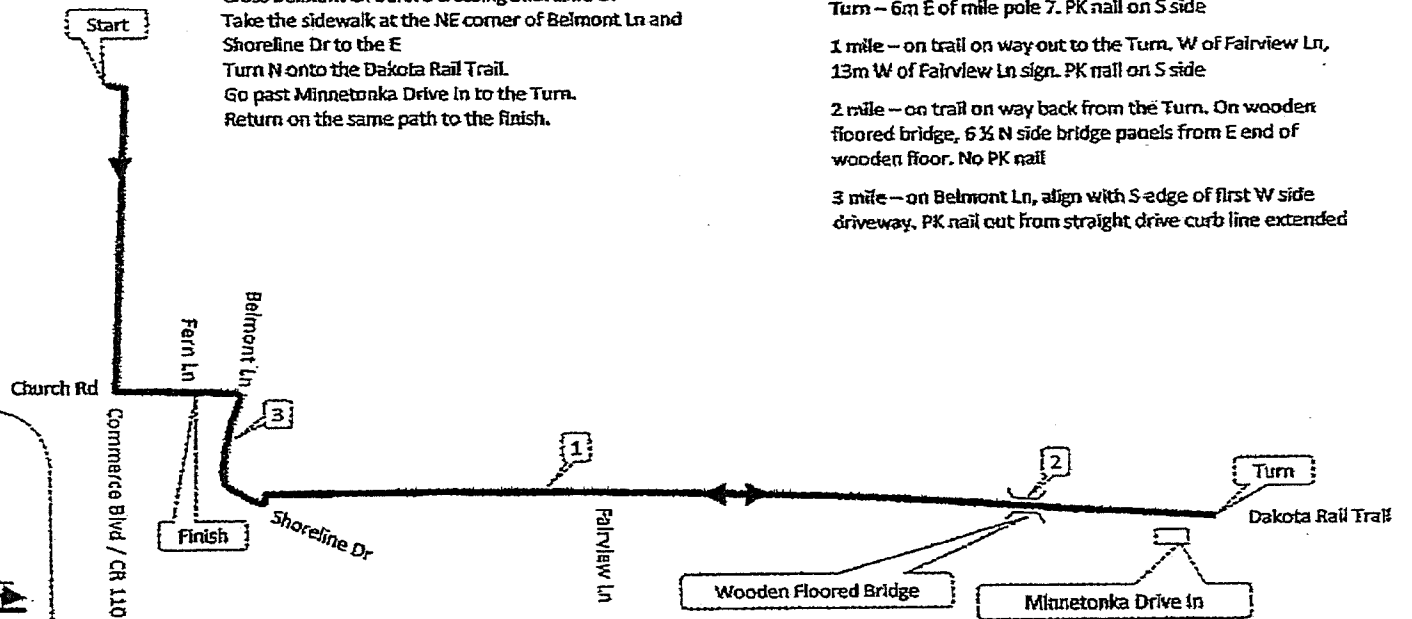 Take the sidewalk at the NE corner of Belmont Ln and
Shoreline Dr to the E
Turn N onto the Dakota Rail Trail.
Go past Minnetonka Drive In to the Turn.
Return on the same path to the finish.
Turn – 6m E of mile pole 7. PK nail on S side
1 mile – on trail on way out to the Turn. W of Fairview Ln,
13m W of Fairview Ln sign. PK nail on S side
2 mile – on trail on way back from the Turn. On wooden
floored bridge, 6 ½ N side bridge panels from E end of
wooden floor. No PK nail
3 mile – on Belmont Ln, align with S edge of first W side
driveway. PK nail out from straight drive curb line extended
Start
Church Rd
Fern Ln
Belmont Ln
3
Commerce Blvd / CR 110
Finish
Shoreline Dr
1
Fairview Ln
2
Turn
Dakota Rail Trail
Wooden Floored Bridge
Minnetonka Drive In